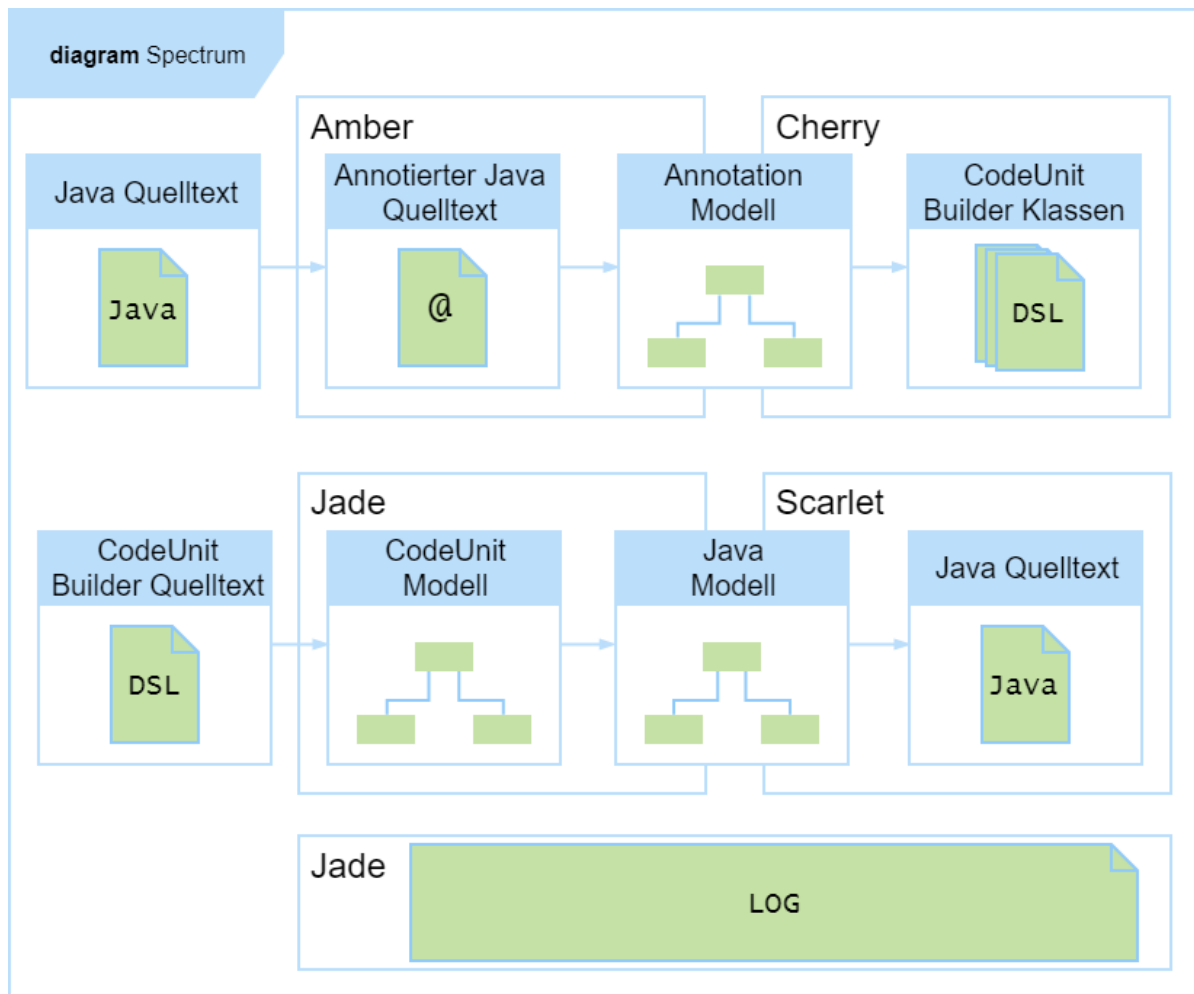 diagram Spectrum
Amber
Cherry
Java Quelltext
Annotierter Java
Quelltext
Annotation
Modell
CodeUnit
Builder Klassen
Java
@
DSL
Jade
Scarlet
CodeUnit
Builder Quelltext
CodeUnit
Modell
Java
Modell
Java Quelltext
DSL
Java
Jade
LOG